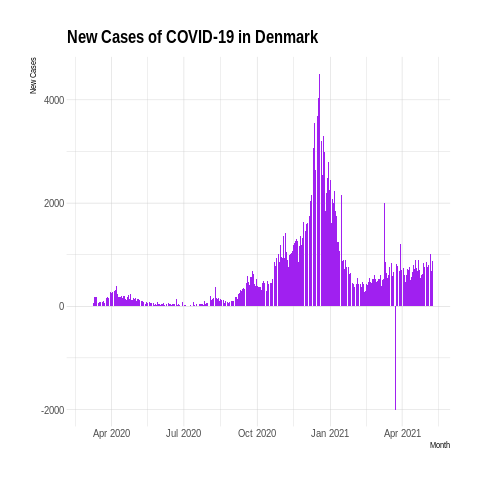 New Cases of COVID-19 in Denmark
New Cases
4000
2000
0
-2000
Apr 2020 Jul 2020 Oct 2020 Jan 2021 Apr 2021
Month